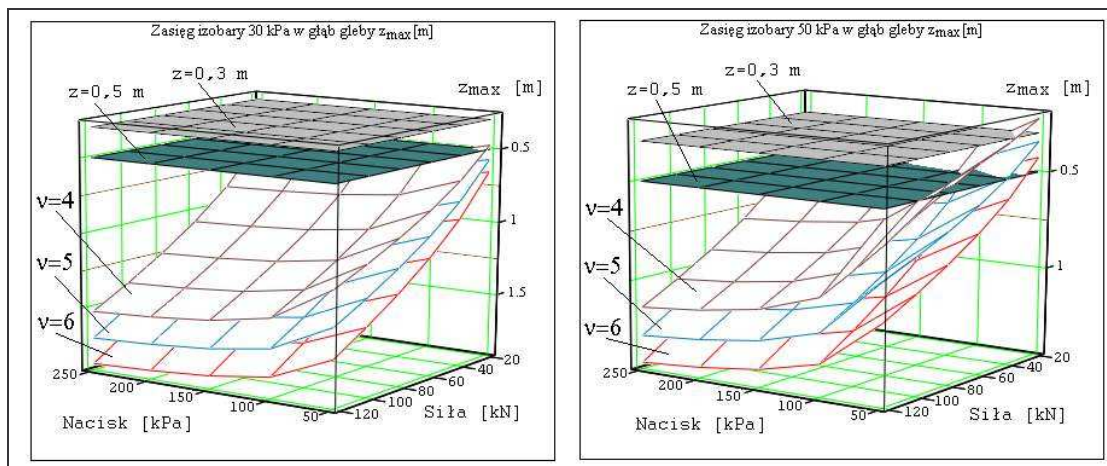 Zasięg izobary 30 kPa w głąb gleby zmax [m]
z=0,3 m
z=0,5 m
zmax [m]
0.5
1
1.5
ν=4
ν=5
ν=6
250
200
150
100
50
20
40
60
80
100
120
Nacisk [kPa]
Siła [kN]
Zasięg izobary 50 kPa w głąb gleby zmax [m]
z=0,3 m
z=0,5 m
zmax [m]
0.5
1
ν=4
ν=5
ν=6
250
200
150
100
50
20
40
60
80
100
120
Nacisk [kPa]
Siła [kN]